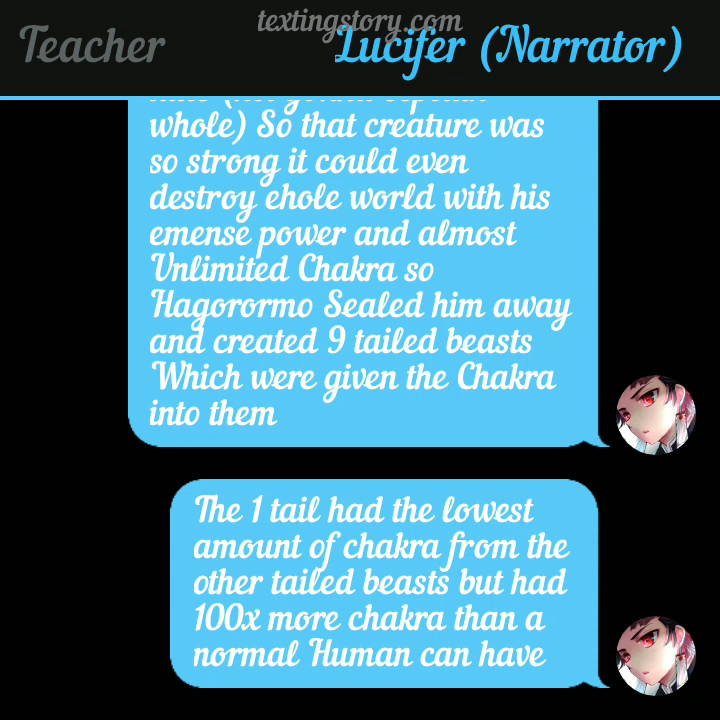 textingstory.com
Teacher
Lucifer (Narrator)
whole) So that creature was
so strong it could even
destroy ehole world with his
emense power and almost
Unlimited Chakra so
Hagorormo Sealed him away
and created 9 tailed beasts
Which were given the Chakra
into them
The 1 tail had the lowest
amount of chakra from the
other tailed beasts but had
100x more chakra than a
normal Human can have